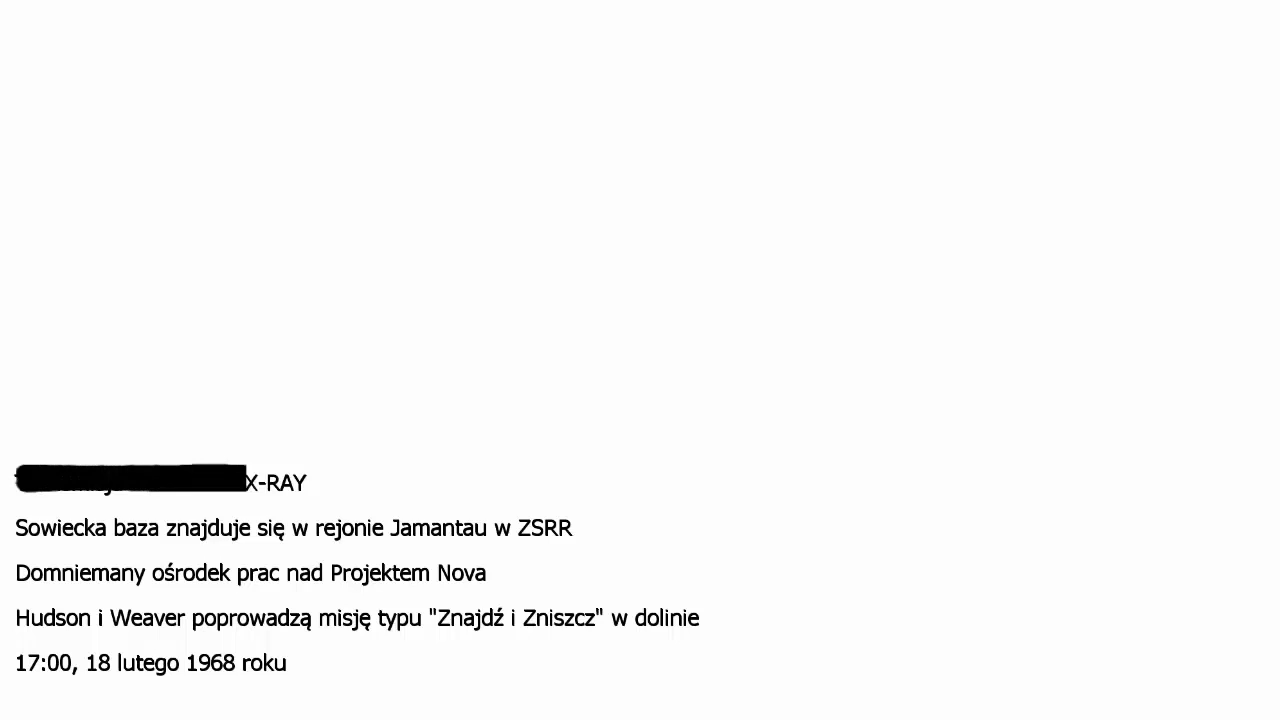 X-RAY
Sowiecka baza znajduje się w rejonie Jamantau w ZSRR
Domniemany ośrodek prac nad Projektem Nova
Hudson i Weaver poprowadzą misję typu "Znajdź i Zniszcz" w dolinie
17:00, 18 lutego 1968 roku